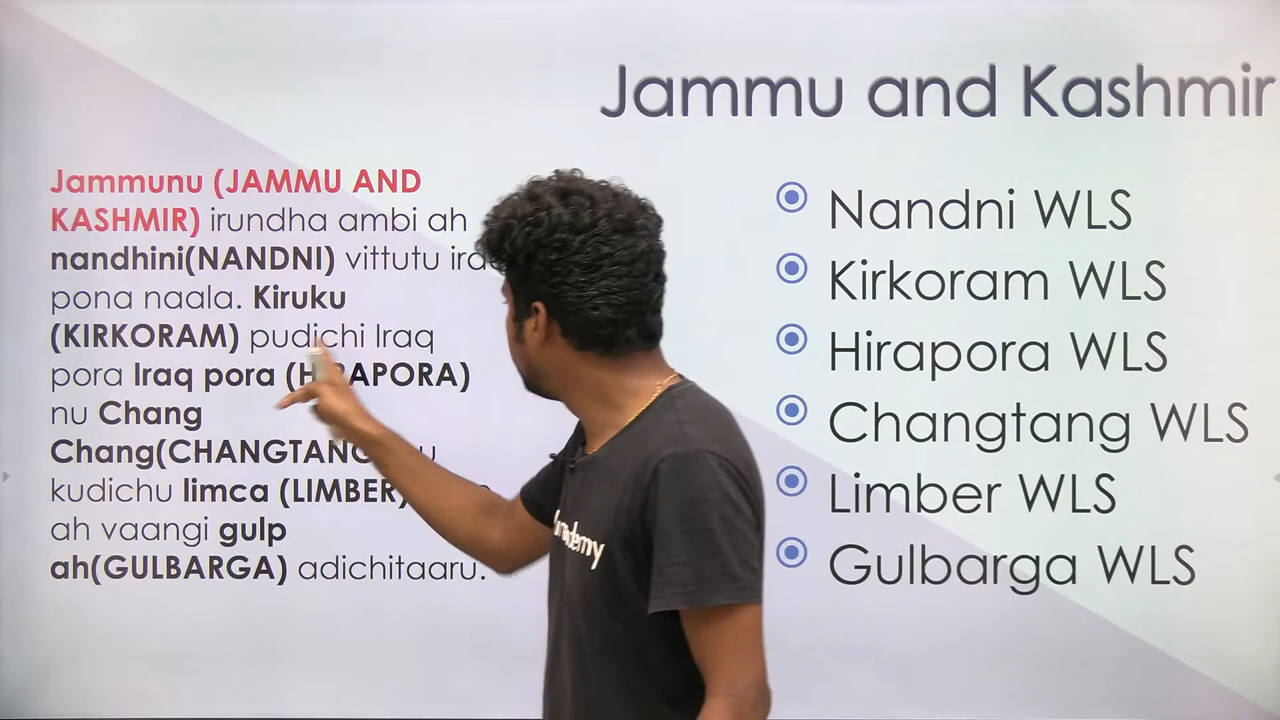 Jammu and Kashmir
Jammunu (JAMMU AND
KASHMIR) irundha ambi ah
nandhini(NANDNI) vittutu
pona naala. Kiruku
(KIRKORAM) pudichi Iraq
pora Iraq pora (HIRAPORA)
nu Chang
Chang(CHANGTANG
kudichu limca (LIMBER)
ah vaangi gulp
ah(GULBARGA) adichitaaru.
Nandni WLS
Kirkoram WLS
Hirapora WLS
Changtang WLS
Limber WLS
Gulbarga WLS